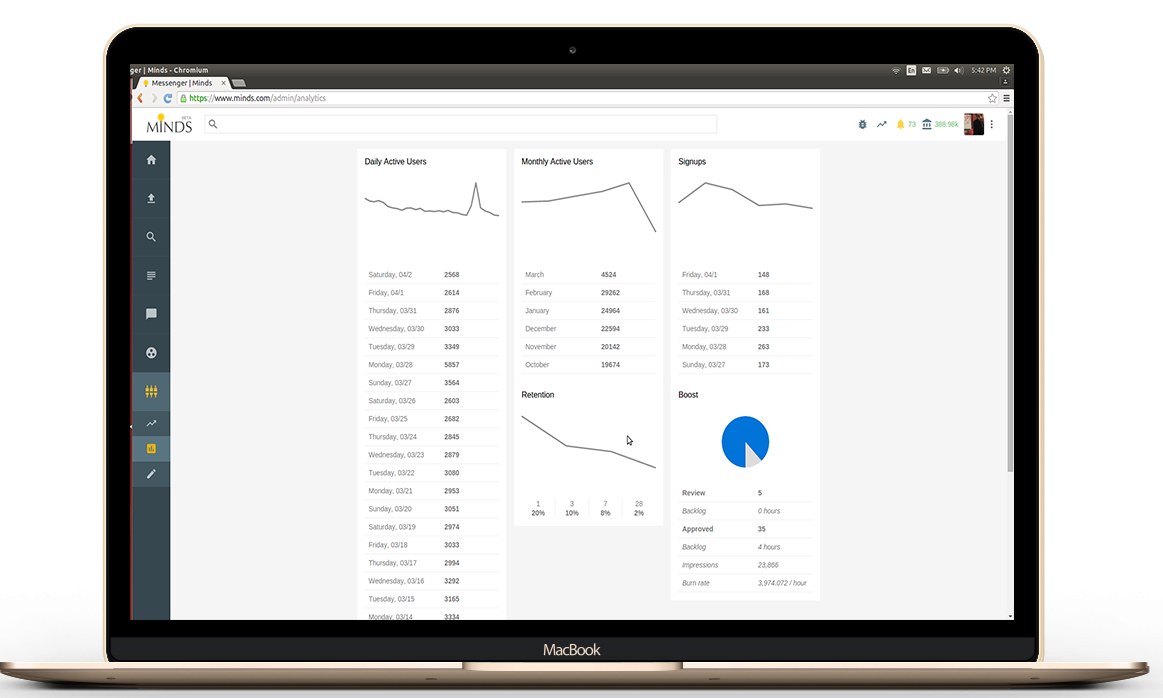 ger | Minds - Chromium
En
5:42 PM
Messenger | Minds ×
https://www.minds.com/admin/analytics
MINDS
BETA
73
388.98k
Daily Active Users
Saturday, 04/2 2568
Friday, 04/1 2614
Thursday, 03/31 2876
Wednesday, 03/30 3033
Tuesday, 03/29 3349
Monday, 03/28 5857
Sunday, 03/27 3564
Saturday, 03/26 2603
Friday, 03/25 2682
Thursday, 03/24 2845
Wednesday, 03/23 2879
Tuesday, 03/22 3080
Monday, 03/21 2953
Sunday, 03/20 3051
Saturday, 03/19 2974
Friday, 03/18 3033
Thursday, 03/17 2994
Wednesday, 03/16 3292
Tuesday, 03/15 3165
Monday, 03/14 3334
Monthly Active Users
March 4524
February 29262
January 24964
December 22594
November 20142
October 19674
Retention
1 3 7 28
20% 10% 8% 2%
Signups
Friday, 04/1 148
Thursday, 03/31 168
Wednesday, 03/30 161
Tuesday, 03/29 233
Monday, 03/28 263
Sunday, 03/27 173
Boost
Review 5
Backlog 0 hours
Approved 35
Backlog 4 hours
Impressions 23,866
Burn rate 3,974.072 / hour
MacBook